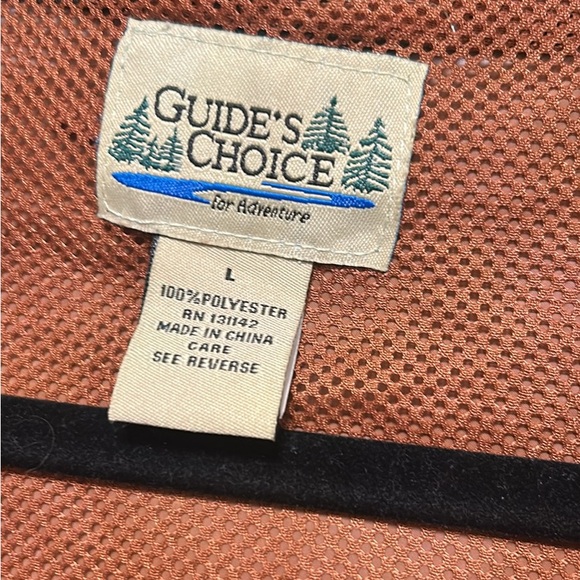 GUIDE'S
CHOICE
for Adventure
L
100% POLYESTER
RN 131142
MADE IN CHINA
CARE
SEE REVERSE